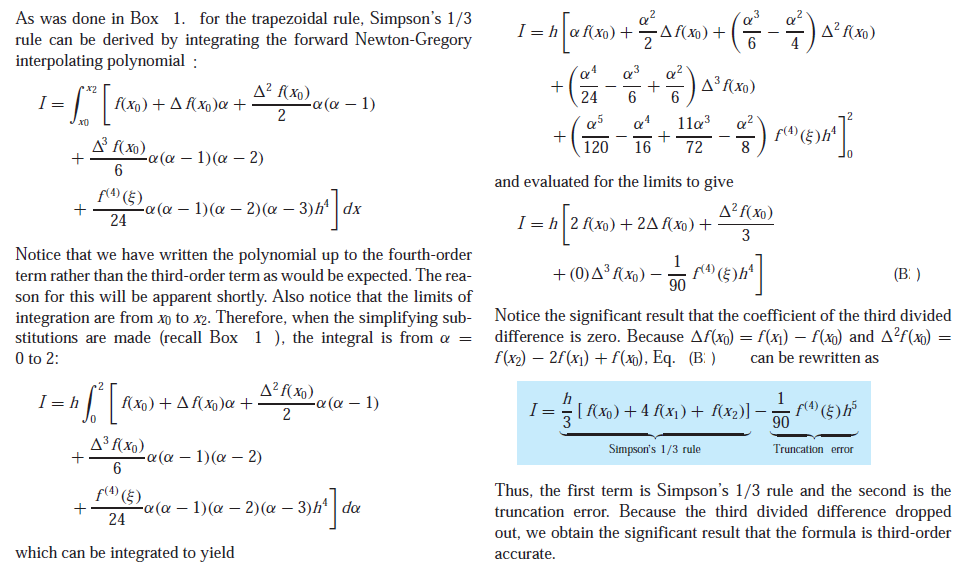 As was done in Box 1. for the trapezoidal rule, Simpson's 1/3
rule can be derived by integrating the forward Newton-Gregory
interpolating polynomial :
I = ∫_{x0}^{x2} [ f(x0) + Δ f(x0)α + Δ² f(x0)/2 α(α − 1)
+ Δ³ f(x0)/6 α(α − 1)(α − 2)
+ f^(4)(ξ)/24 α(α − 1)(α − 2)(α − 3)h⁴ ] dx
Notice that we have written the polynomial up to the fourth-order
term rather than the third-order term as would be expected. The rea-
son for this will be apparent shortly. Also notice that the limits of
integration are from x0 to x2. Therefore, when the simplifying sub-
stitutions are made (recall Box 1 ), the integral is from α =
0 to 2:
I = h ∫_0^2 [ f(x0) + Δ f(x0)α + Δ² f(x0)/2 α(α − 1)
+ Δ³ f(x0)/6 α(α − 1)(α − 2)
+ f^(4)(ξ)/24 α(α − 1)(α − 2)(α − 3)h⁴ ] dα
which can be integrated to yield
I = h [ α f(x0) + α²/2 Δ f(x0) + ( α³/6 − α²/4 ) Δ² f(x0)
+ ( α⁴/24 − α³/6 + α²/6 ) Δ³ f(x0)
+ ( α⁵/120 − α⁴/16 + 11α³/72 − α²/8 ) f^(4)(ξ)h⁴ ]_0^2
and evaluated for the limits to give
I = h [ 2 f(x0) + 2Δ f(x0) + Δ² f(x0)/3
+ (0)Δ³ f(x0) − 1/90 f^(4)(ξ)h⁴ ] (B: )
Notice the significant result that the coefficient of the third divided
difference is zero. Because Δf(x0) = f(x1) − f(x0) and Δ²f(x0) =
f(x2) − 2f(x1) + f(x0), Eq. (B: ) can be rewritten as
I = h/3 [ f(x0) + 4 f(x1) + f(x2)] − 1/90 f^(4)(ξ)h⁵
Simpson's 1/3 rule Truncation error
Thus, the first term is Simpson's 1/3 rule and the second is the
truncation error. Because the third divided difference dropped
out, we obtain the significant result that the formula is third-order
accurate.